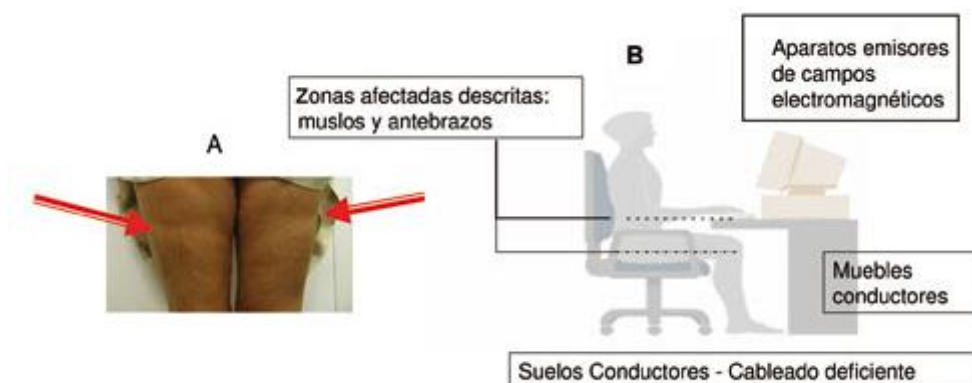 A
B
Zonas afectadas descritas:
muslos y antebrazos
Aparatos emisores
de campos
electromagnéticos
Muebles
conductores
Suelos Conductores - Cableado deficiente